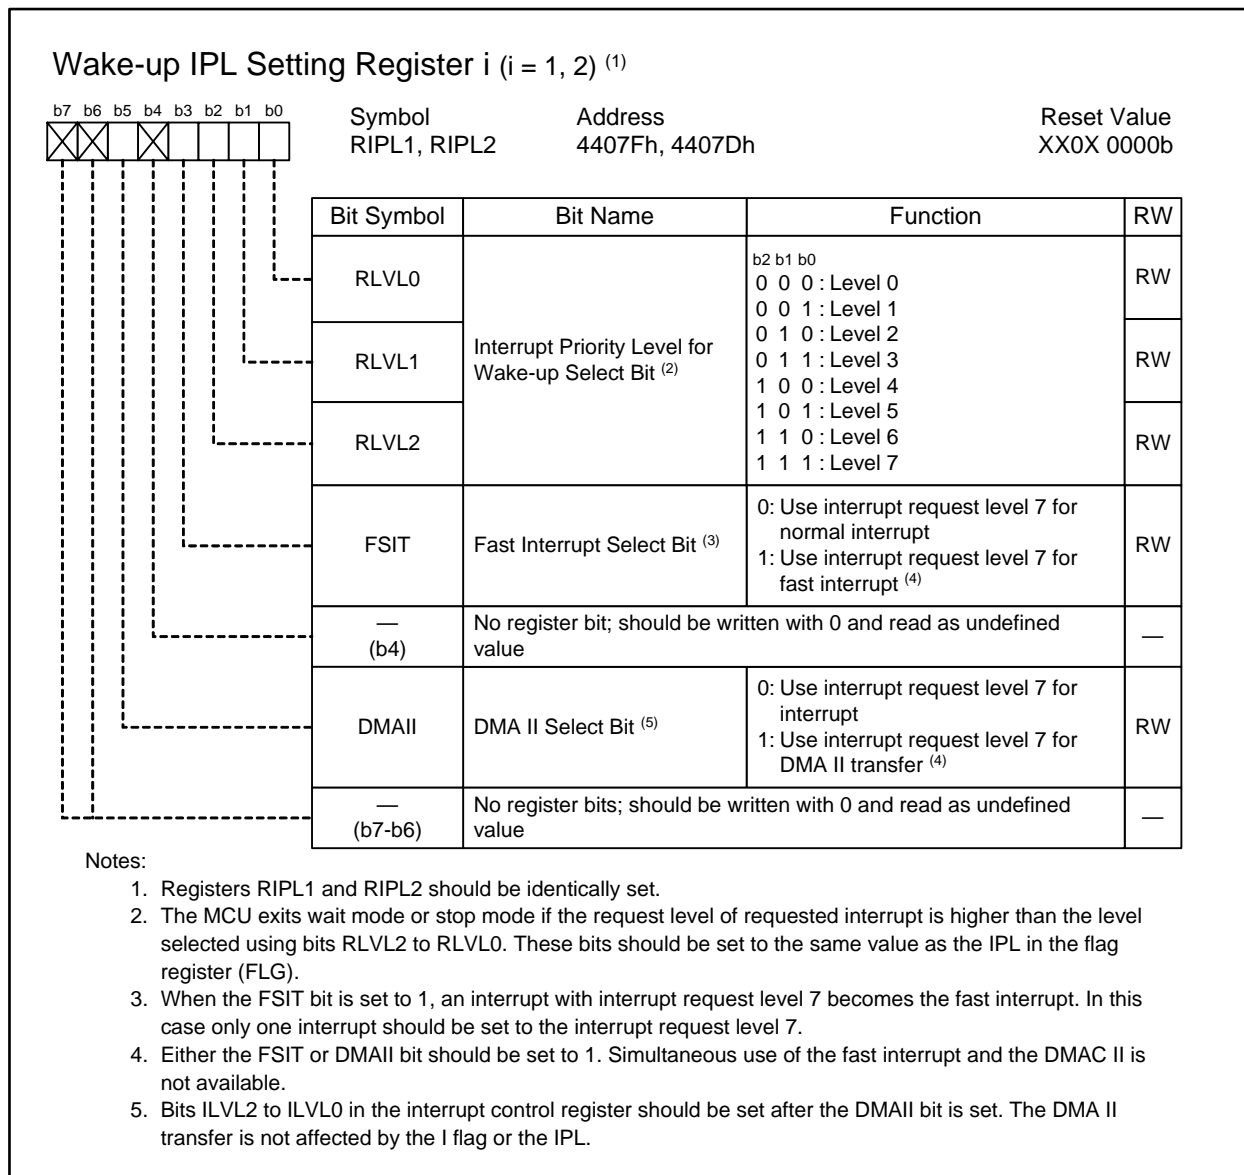 Wake-up IPL Setting Register i (i = 1, 2) (1)
b7 b6 b5 b4 b3 b2 b1 b0
Symbol Address Reset Value
RIPL1, RIPL2 4407Fh, 4407Dh XX0X 0000b
Bit Symbol Bit Name Function RW
RLVL0
RLVL1
RLVL2
Interrupt Priority Level for
Wake-up Select Bit (2)
b2 b1 b0
0 0 0 : Level 0
0 0 1 : Level 1
0 1 0 : Level 2
0 1 1 : Level 3
1 0 0 : Level 4
1 0 1 : Level 5
1 1 0 : Level 6
1 1 1 : Level 7
RW
RW
RW
FSIT
Fast Interrupt Select Bit (3)
0: Use interrupt request level 7 for
normal interrupt
1: Use interrupt request level 7 for
fast interrupt (4)
RW
—
(b4)
No register bit; should be written with 0 and read as undefined
value
—
DMAII
DMA II Select Bit (5)
0: Use interrupt request level 7 for
interrupt
1: Use interrupt request level 7 for
DMA II transfer (4)
RW
—
(b7-b6)
No register bits; should be written with 0 and read as undefined
value
—
Notes:
1. Registers RIPL1 and RIPL2 should be identically set.
2. The MCU exits wait mode or stop mode if the request level of requested interrupt is higher than the level
selected using bits RLVL2 to RLVL0. These bits should be set to the same value as the IPL in the flag
register (FLG).
3. When the FSIT bit is set to 1, an interrupt with interrupt request level 7 becomes the fast interrupt. In this
case only one interrupt should be set to the interrupt request level 7.
4. Either the FSIT or DMAII bit should be set to 1. Simultaneous use of the fast interrupt and the DMAC II is
not available.
5. Bits ILVL2 to ILVL0 in the interrupt control register should be set after the DMAII bit is set. The DMA II
transfer is not affected by the I flag or the IPL.